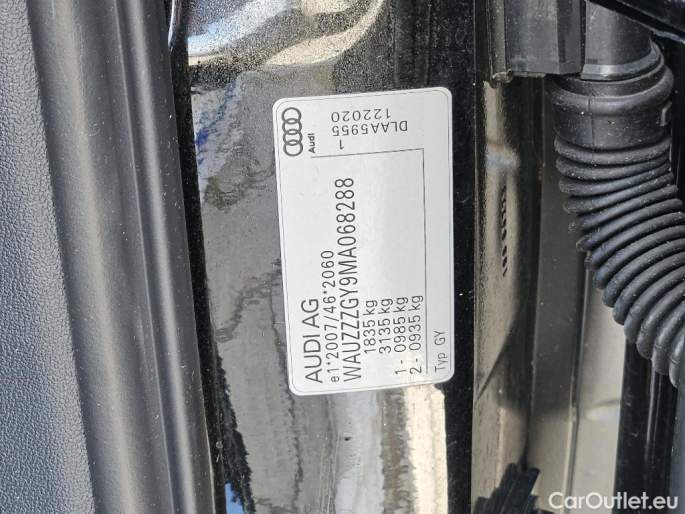 AUDI AG
e1*2007/46*2060
WAUZZZGY9MA068288
1835 kg
3135 kg
1 - 0985 kg
2 - 0935 kg
Typ GY
Audi
1
DLAA5955
122020
CarOutlet.eu